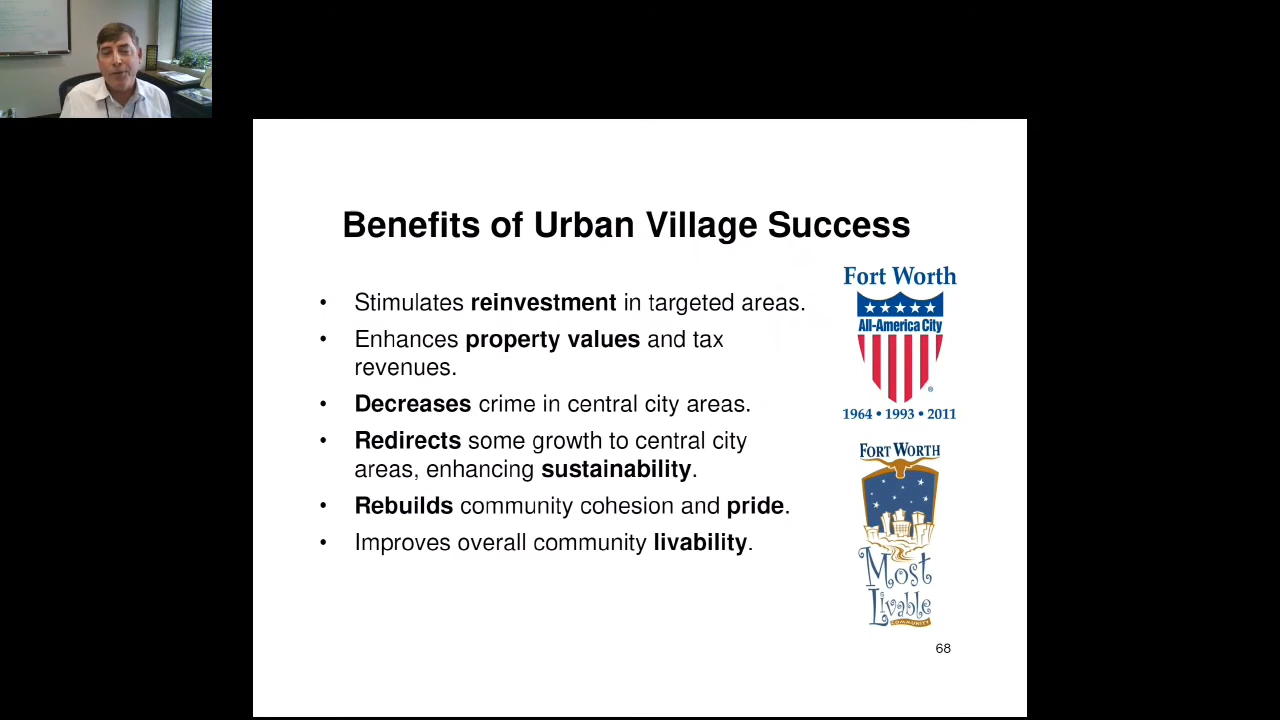 Benefits of Urban Village Success
• Stimulates reinvestment in targeted areas.
• Enhances property values and tax
revenues.
• Decreases crime in central city areas.
• Redirects some growth to central city
areas, enhancing sustainability.
• Rebuilds community cohesion and pride.
• Improves overall community livability.
Fort Worth
All-America City
®
1964 • 1993 • 2011
FORT WORTH
Most
Livable
COMMUNITY
68